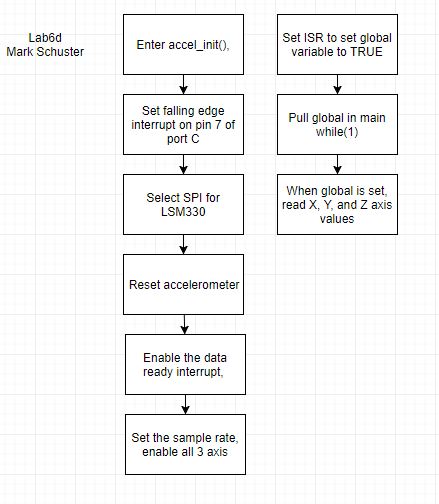 Lab6d
Mark Schuster
Enter accel_init(),
Set falling edge
interrupt on pin 7 of
port C
Select SPI for
LSM330
Reset accelerometer
Enable the data
ready interrupt,
Set the sample rate,
enable all 3 axis
Set ISR to set global
variable to TRUE
Pull global in main
while(1)
When global is set,
read X, Y, and Z axis
values